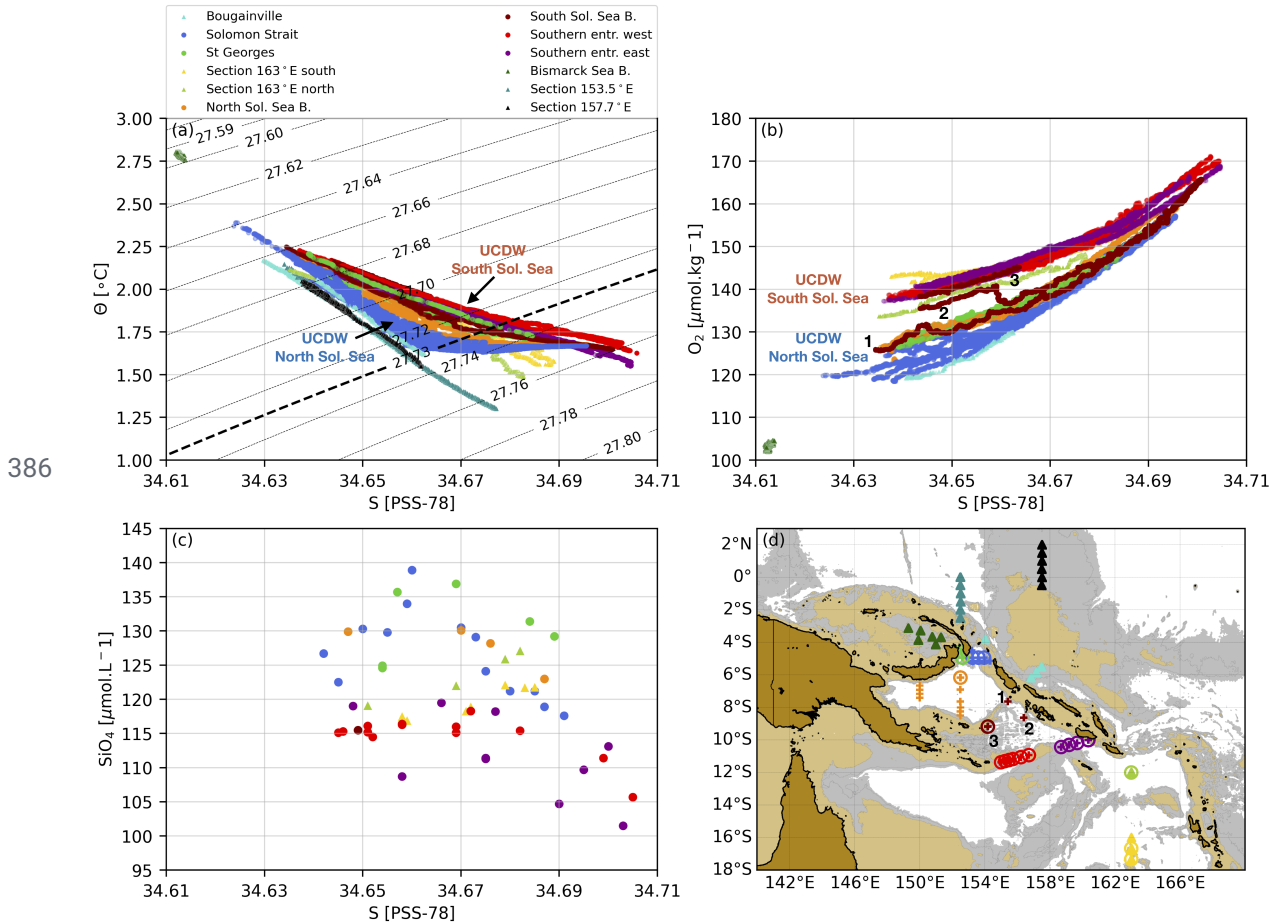 Bougainville
Solomon Strait
St Georges
Section 163°E south
Section 163°E north
North Sol. Sea B.
South Sol. Sea B.
Southern entr. west
Southern entr. east
Bismarck Sea B.
Section 153.5°E
Section 157.7°E
(a)
3.00
2.75
2.50
2.25
2.00
1.75
1.50
1.25
1.00
Θ [∘C]
27.59
27.60
27.62
27.64
27.66
27.68
27.70
27.72
27.73
27.74
27.76
27.78
27.80
UCDW
South Sol. Sea
UCDW
North Sol. Sea
34.61 34.63 34.65 34.67 34.69 34.71
S [PSS-78]
(b)
180
170
160
150
140
130
120
110
100
O₂ [μmol.kg − 1]
UCDW
South Sol. Sea
UCDW
North Sol. Sea
1
2
3
34.61 34.63 34.65 34.67 34.69 34.71
S [PSS-78]
386
(c)
145
140
135
130
125
120
115
110
105
100
95
SiO₄ [μmol.L − 1]
34.61 34.63 34.65 34.67 34.69 34.71
S [PSS-78]
(d)
2°N
0°
2°S
4°S
6°S
8°S
10°S
12°S
14°S
16°S
18°S
1
2
3
142°E 146°E 150°E 154°E 158°E 162°E 166°E